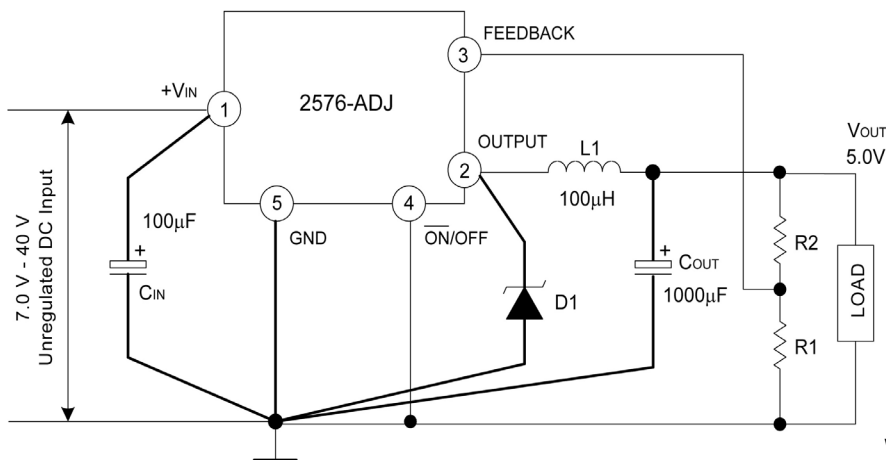 FEEDBACK
3
+VIN
1
2576-ADJ
OUTPUT
2
L1
100μH
VOUT
5.0V
7.0 V - 40 V
Unregulated DC Input
100μF
+
CIN
5
GND
4
ON/OFF
D1
+
COUT
1000μF
R2
R1
LOAD